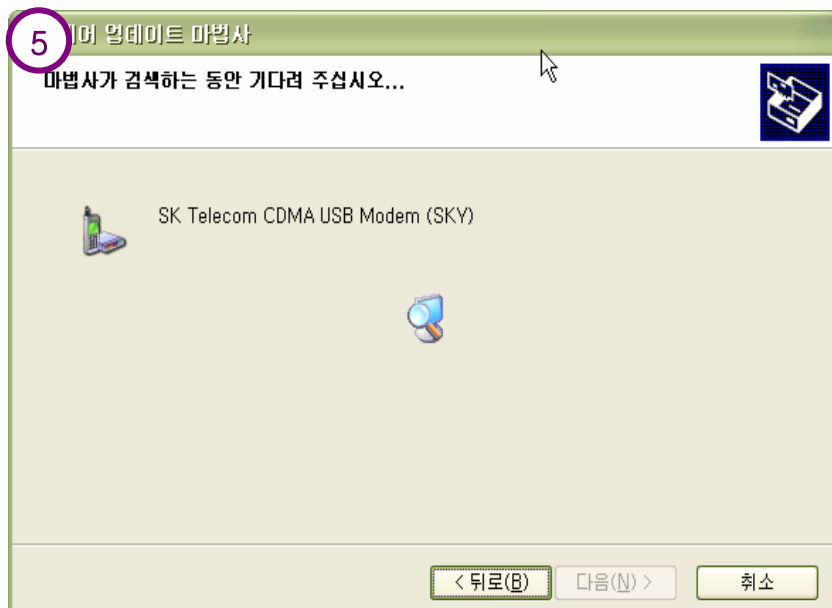 5
어 업데이트 마법사
마법사가 검색하는 동안 기다려 주십시오...
SK Telecom CDMA USB Modem (SKY)
< 뒤로(B)
다음(N) >
취소